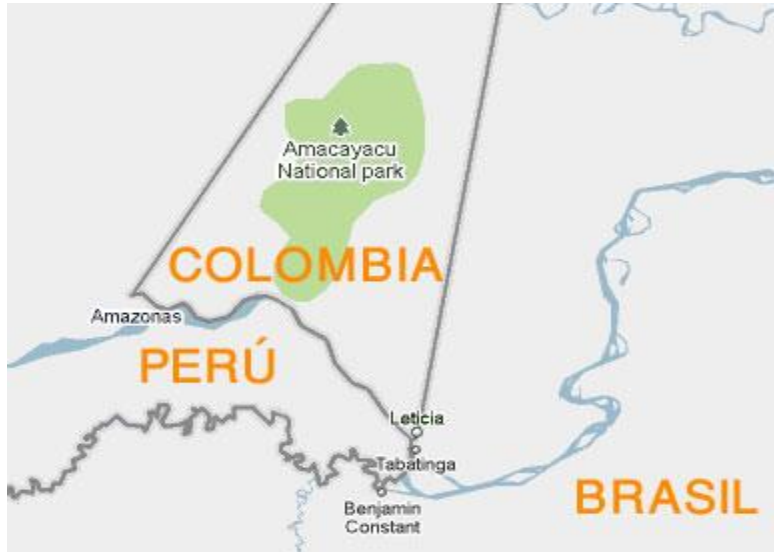 Amacayacu
National park
COLOMBIA
Amazonas
PERÚ
Leticia
Tabatinga
BRASIL
Benjamin
Constant